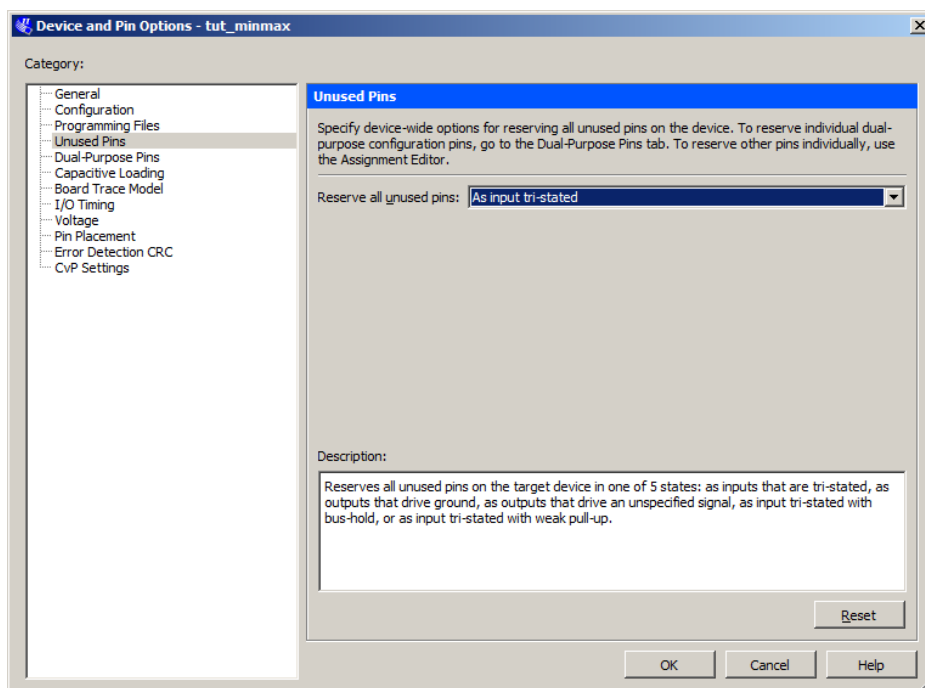 Device and Pin Options - tut_minmax
Category:
General
Configuration
Programming Files
Unused Pins
Dual-Purpose Pins
Capacitive Loading
Board Trace Model
I/O Timing
Voltage
Pin Placement
Error Detection CRC
CvP Settings
Unused Pins
Specify device-wide options for reserving all unused pins on the device. To reserve individual dual-
purpose configuration pins, go to the Dual-Purpose Pins tab. To reserve other pins individually, use
the Assignment Editor.
Reserve all unused pins: As input tri-stated
Description:
Reserves all unused pins on the target device in one of 5 states: as inputs that are tri-stated, as
outputs that drive ground, as outputs that drive an unspecified signal, as input tri-stated with
bus-hold, or as input tri-stated with weak pull-up.
Reset
OK Cancel Help